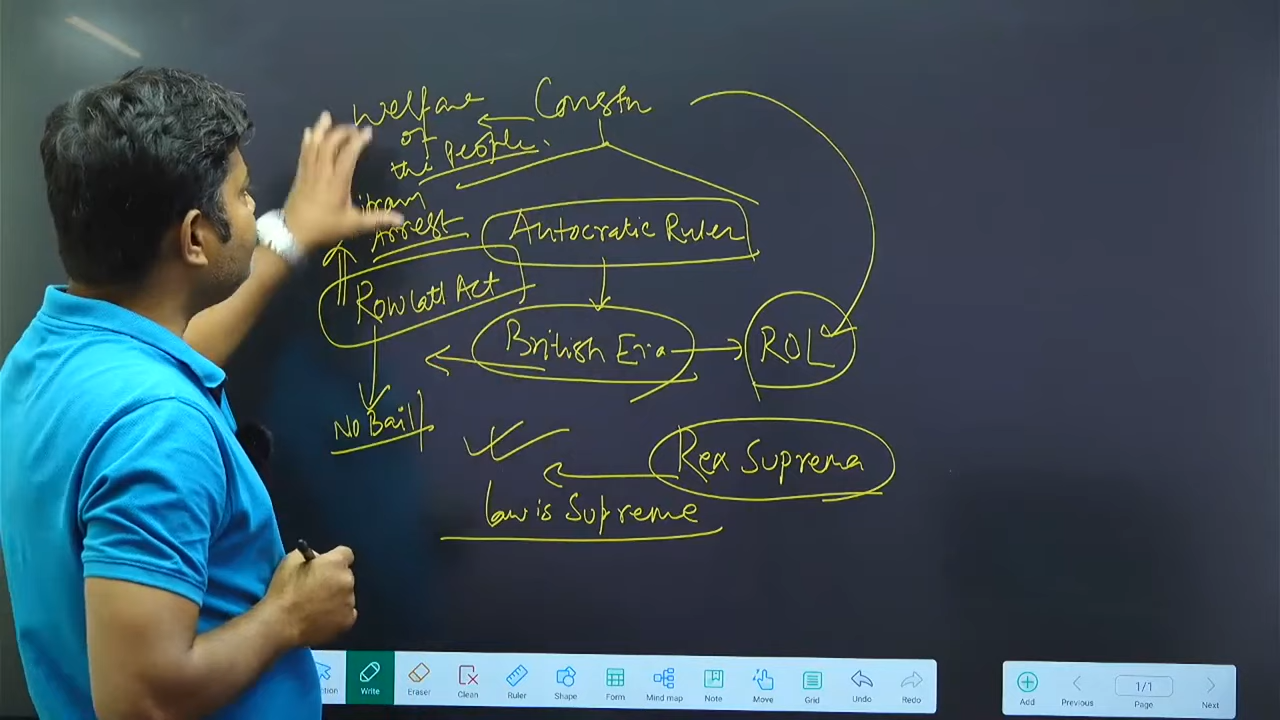 Welfare
of
the people.
Constn
Arrest
Autocratic Ruler
Rowlatt Act
British Era
ROL
No Bail
Rex Suprema
law is Supreme
Write
Eraser
Clean
Ruler
Shape
Form
Mind map
Note
Move
Grid
Undo
Redo
Add
Previous
1/1
Page
Next